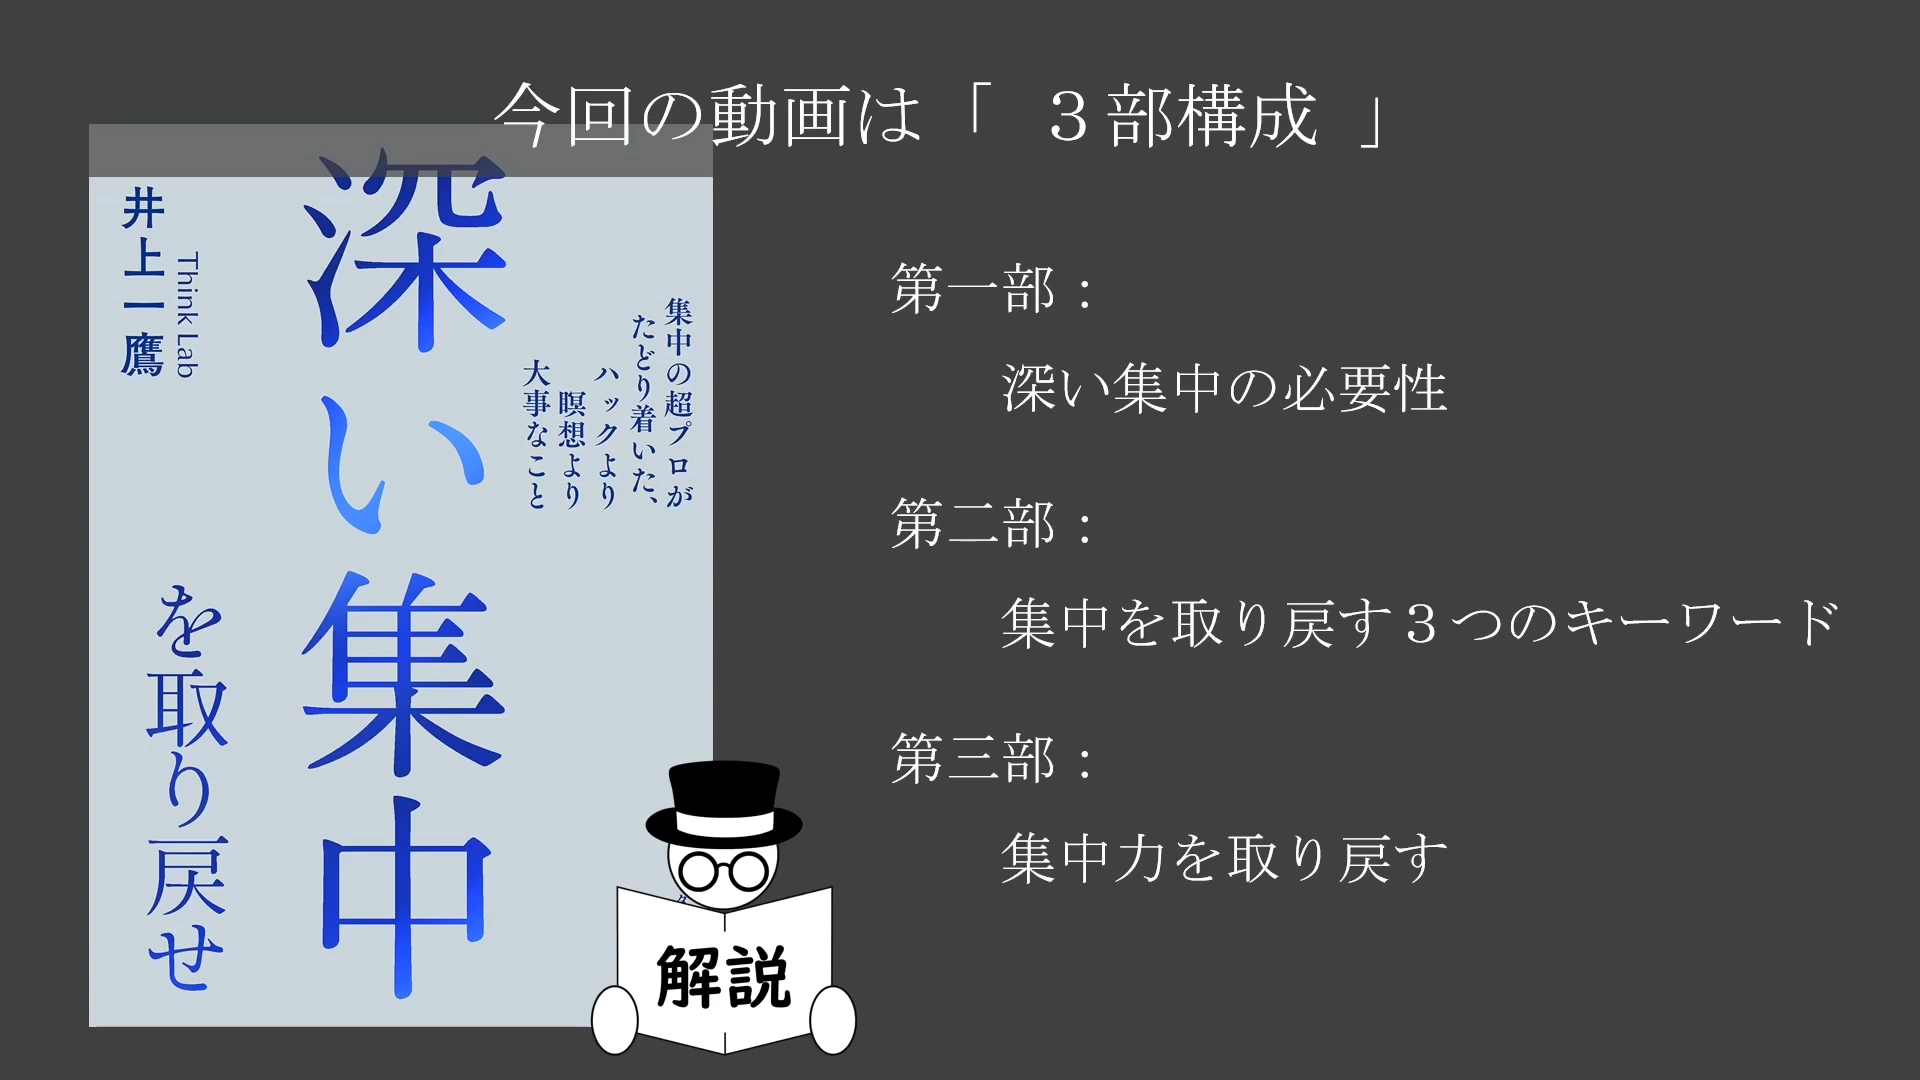 今回の動画は「 ３部構成 」
深い集中
を取り戻せ
集中の超プロが
たどり着いた、
ハックより
瞑想より
大事なこと
井上一鷹
Think Lab
解説
第一部：
深い集中の必要性
第二部：
集中を取り戻す３つのキーワード
第三部：
集中力を取り戻す